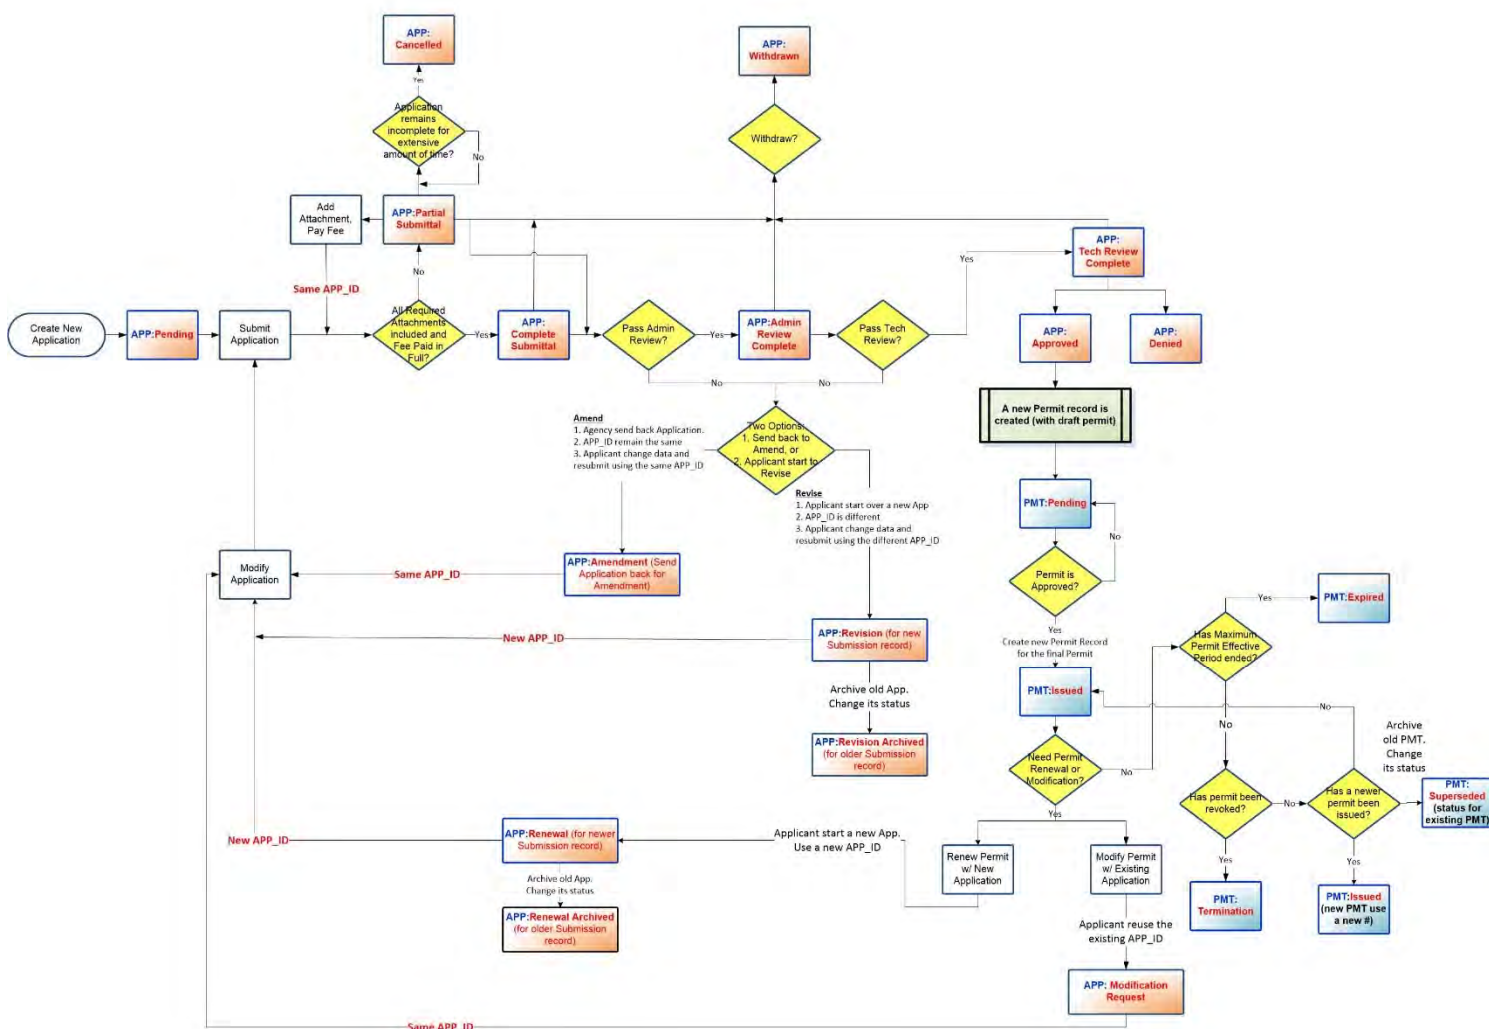 APP:
Cancelled
APP:
Withdrawn
Yes
Application
remains
incomplete for
extensive
amount of time?
No
Withdraw?
Add
Attachment,
Pay Fee
APP:Partial
Submittal
Same APP_ID
No
Yes
APP:
Tech Review
Complete
Create New
Application
APP:Pending
Submit
Application
All Required
Attachments
included and
Fee Paid in
Full?
Yes
APP:
Complete
Submittal
Pass Admin
Review?
Yes
APP:Admin
Review
Complete
Pass Tech
Review?
APP:
Approved
APP:
Denied
No
No
A new Permit record is
created (with draft permit)
Amend
1. Agency send back Application.
2. APP_ID remain the same
3. Applicant change data and
resubmit using the same APP_ID
Two Options:
1. Send back to
Amend, or
2. Applicant start to
Revise
Revise
1. Applicant start over a new App
2. APP_ID is different
3. Applicant change data and
resubmit using the different APP_ID
PMT:Pending
No
Modify
Application
Same APP_ID
APP:Amendment (Send
Application back for
Amendment)
Permit is
Approved?
Yes
PMT:Expired
New APP_ID
APP:Revision (for new
Submission record)
Yes
Create new Permit Record
for the final Permit
Has Maximum
Permit Effective
Period ended?
Archive old App.
Change its status
PMT:Issued
No
No
Archive
old PMT.
Change
its status
APP:Revision Archived
(for older Submission
record)
Need Permit
Renewal or
Modification?
No
Has permit been
revoked?
No
Has a newer
permit been
issued?
PMT:
Superseded
(status for
existing PMT)
Yes
New APP_ID
APP:Renewal (for newer
Submission record)
Applicant start a new App.
Use a new APP_ID
Renew Permit
w/ New
Application
Modify Permit
w/ Existing
Application
Yes
Yes
Archive old App.
Change its status
PMT:
Termination
PMT:Issued
(new PMT use
a new #)
APP:Renewal Archived
(for older Submission
record)
Applicant reuse the
existing APP_ID
APP: Modification
Request
Same APP_ID